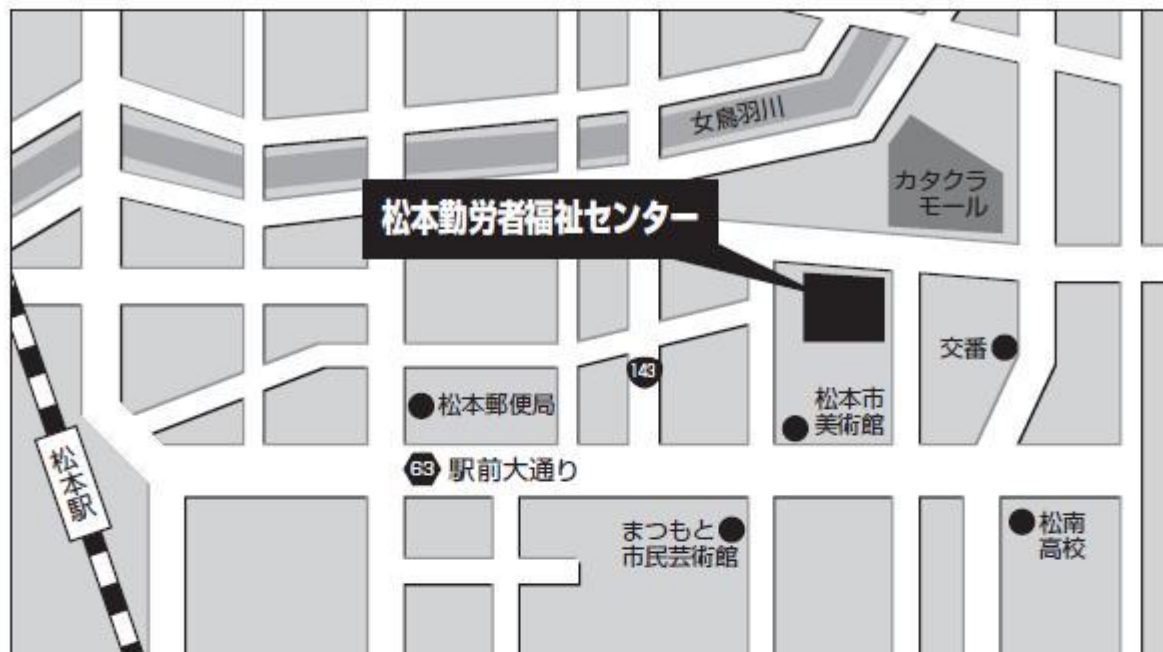 女鳥羽川
カタクラ
モール
松本勤労者福祉センター
交番
143
松本市
美術館
松本郵便局
63 駅前大通り
松本駅
まつもと
市民芸術館
松南
高校